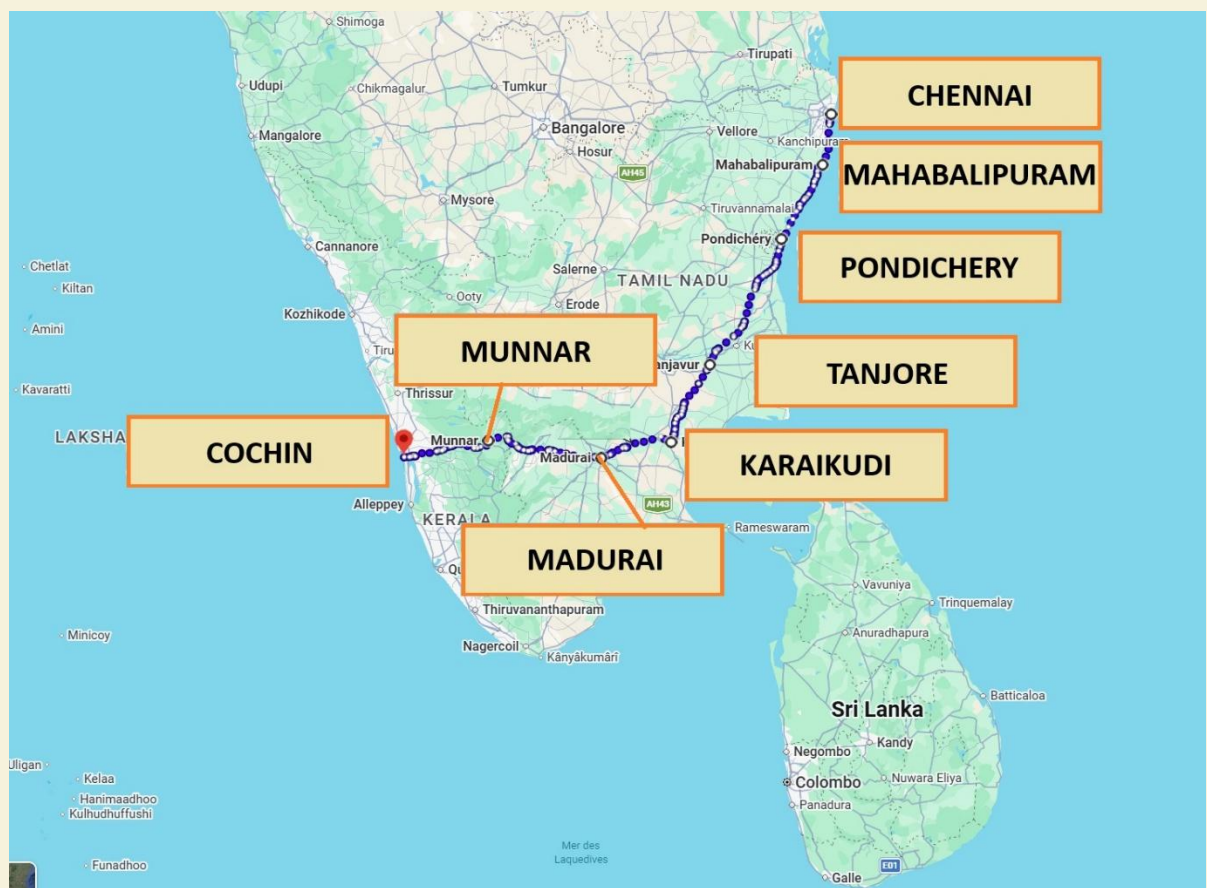 Shimoga
Tirupati
Udupi
Chikmagalur
Tumkur
CHENNAI
Bangalore
Vellore
Kanchipuram
Mangalore
Hosur
AH45
Mahabalipuram
MAHABALIPURAM
Mysore
Tiruvannamalai
Cannanore
Pondichéry
PONDICHERY
Chetlat
Kiltan
Salerne
TAMIL NADU
Ooty
Erode
Amini
Kozhikode
MUNNAR
anjavur
TANJORE
Kavaratti
Thrissur
LAKSHA
COCHIN
Munnar
Madurai
KARAIKUDI
Alleppey
AH43
KERALA
Rameswaram
MADURAI
Vavuniya
Trinquemalay
Thiruvananthapuram
Anuradhapura
Minicoy
Nagercoil
Kânyâkumârî
Batticaloa
Sri Lanka
Negombo
Kandy
Uligan
Kelaa
Nuwara Eliya
Colombo
Hanimaadhoo
Panadura
Kulhudhuffushi
Mer des
Laquedives
Funadhoo
E01
Galle